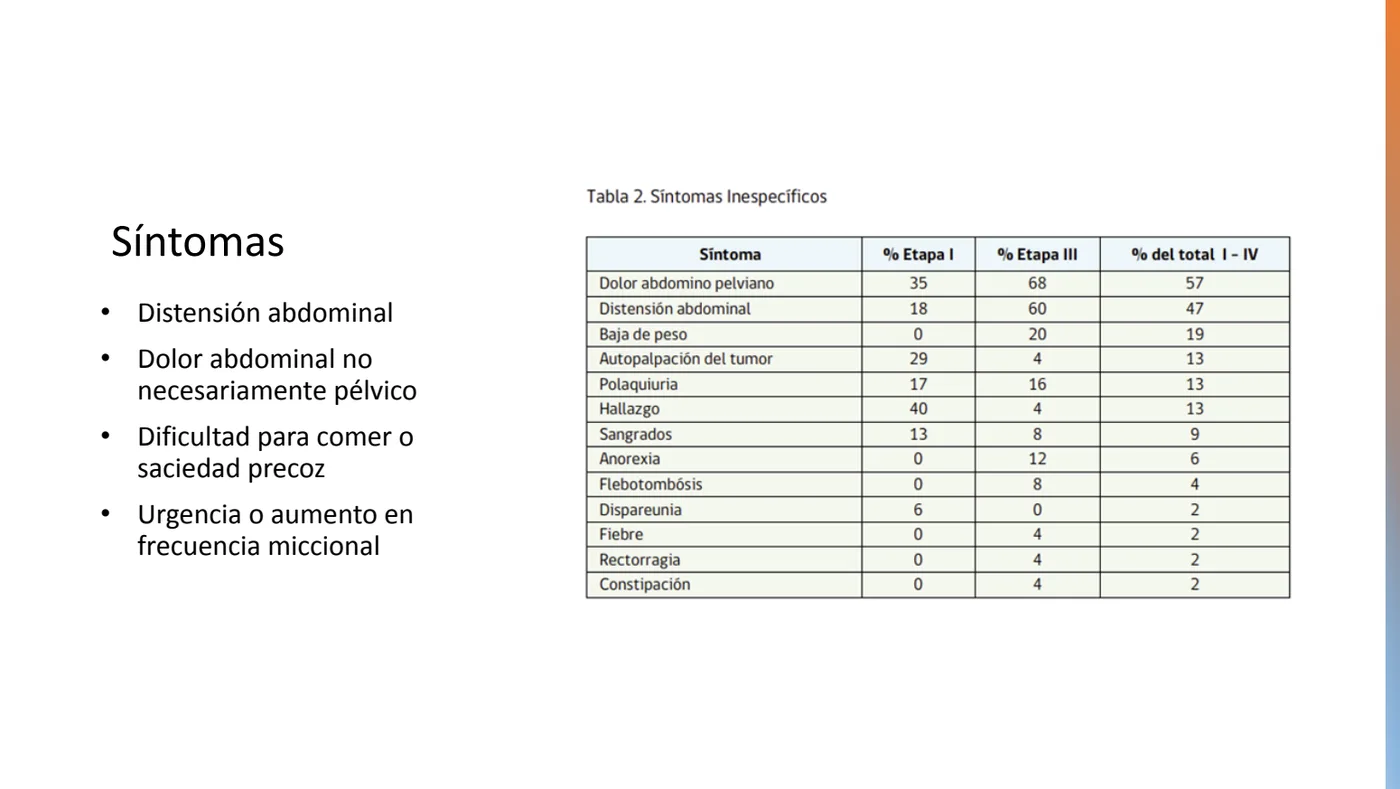 Síntomas
• Distensión abdominal
• Dolor abdominal no
necesariamente pélvico
• Dificultad para comer o
saciedad precoz
• Urgencia o aumento en
frecuencia miccional
Tabla 2. Síntomas Inespecíficos
Síntoma % Etapa I % Etapa III % del total I - IV
Dolor abdomino pelviano 35 68 57
Distensión abdominal 18 60 47
Baja de peso 0 20 19
Autopalpación del tumor 29 4 13
Polaquiuria 17 16 13
Hallazgo 40 4 13
Sangrados 13 8 9
Anorexia 0 12 6
Flebotombósis 0 8 4
Dispareunia 6 0 2
Fiebre 0 4 2
Rectorragia 0 4 2
Constipación 0 4 2